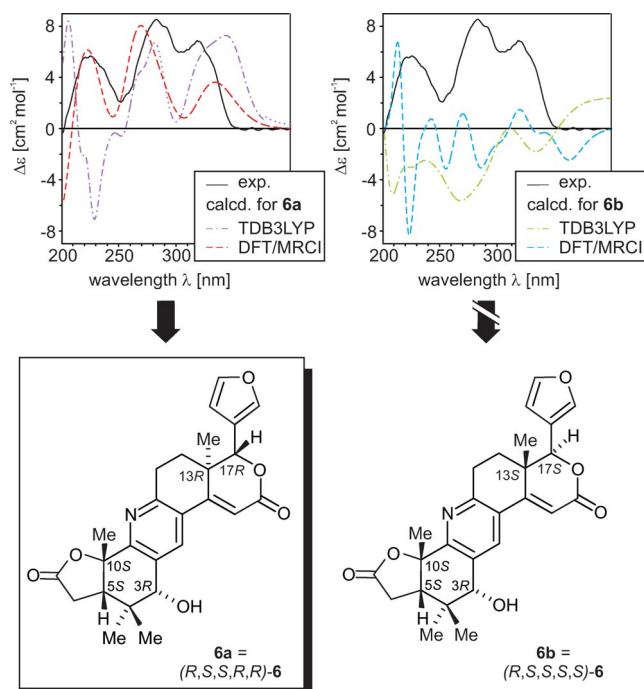 8
4
0
-4
-8
Δε [cm² mol⁻¹]
exp.
calcd. for 6a
TDB3LYP
DFT/MRCI
200
300
wavelength λ [nm]
8
4
0
-4
-8
Δε [cm² mol⁻¹]
exp.
calcd. for 6b
TDB3LYP
DFT/MRCI
200
300
wavelength λ [nm]
O
Me
H
13R
17R
O
O
N
Me
O
O
10S
5S
3R
OH
H
Me
Me
6a =
(R,S,S,R,R)-6
O
Me
H
13S
17S
O
O
N
Me
O
O
10S
5S
3R
OH
H
Me
Me
6b =
(R,S,S,S,S)-6